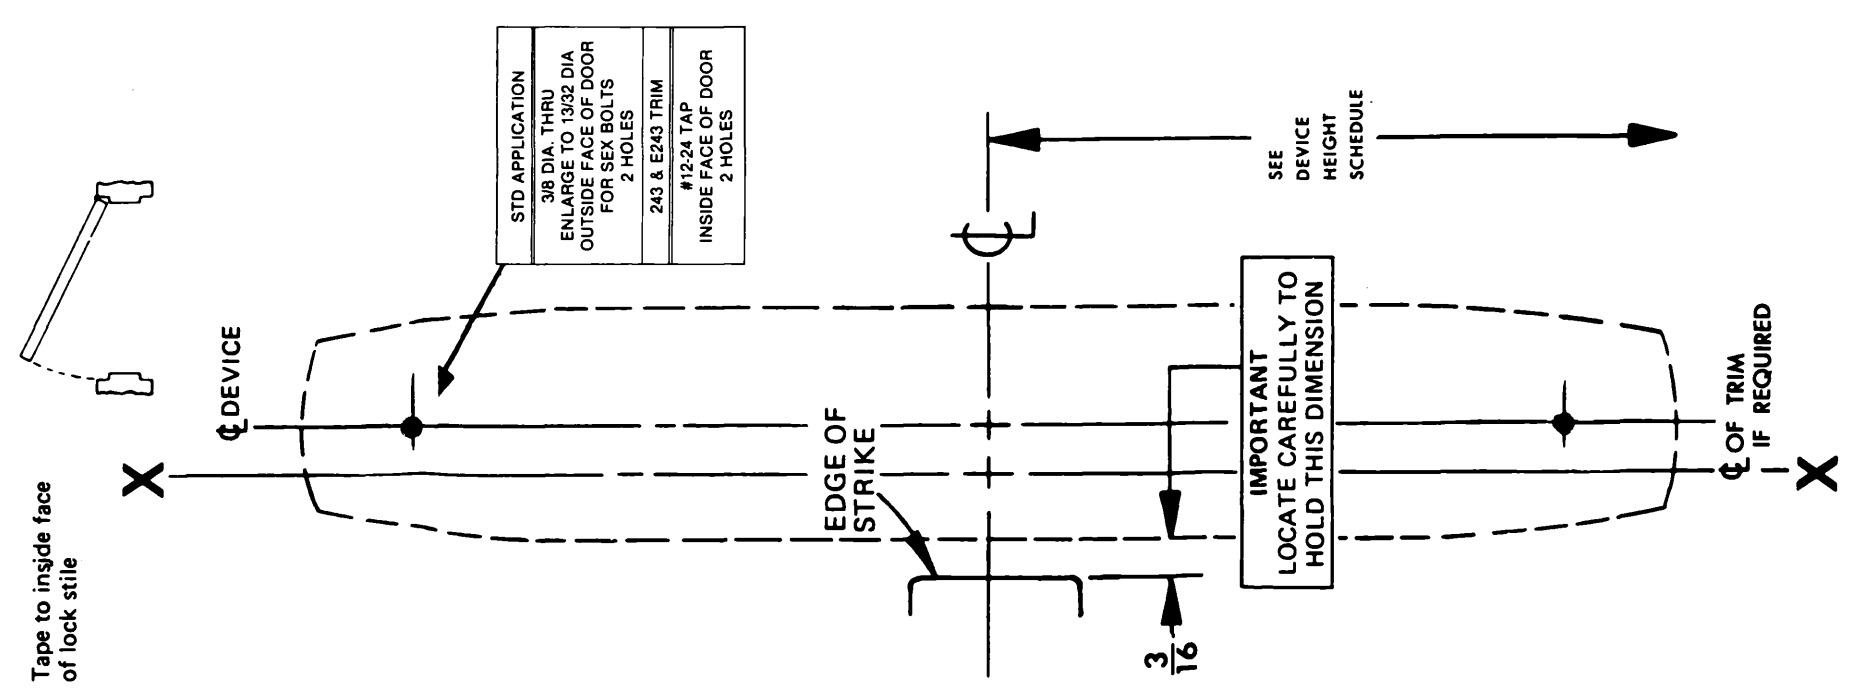 Tape to inside face
of lock stile
X
℄ DEVICE
STD APPLICATION
3/8 DIA. THRU
ENLARGE TO 13/32 DIA
OUTSIDE FACE OF DOOR
FOR SEX BOLTS
2 HOLES
243 & E243 TRIM
#12-24 TAP
INSIDE FACE OF DOOR
2 HOLES
EDGE OF
STRIKE
℄
3
16
IMPORTANT
LOCATE CAREFULLY TO
HOLD THIS DIMENSION
SEE
DEVICE
HEIGHT
SCHEDULE
℄ OF TRIM
IF REQUIRED
X